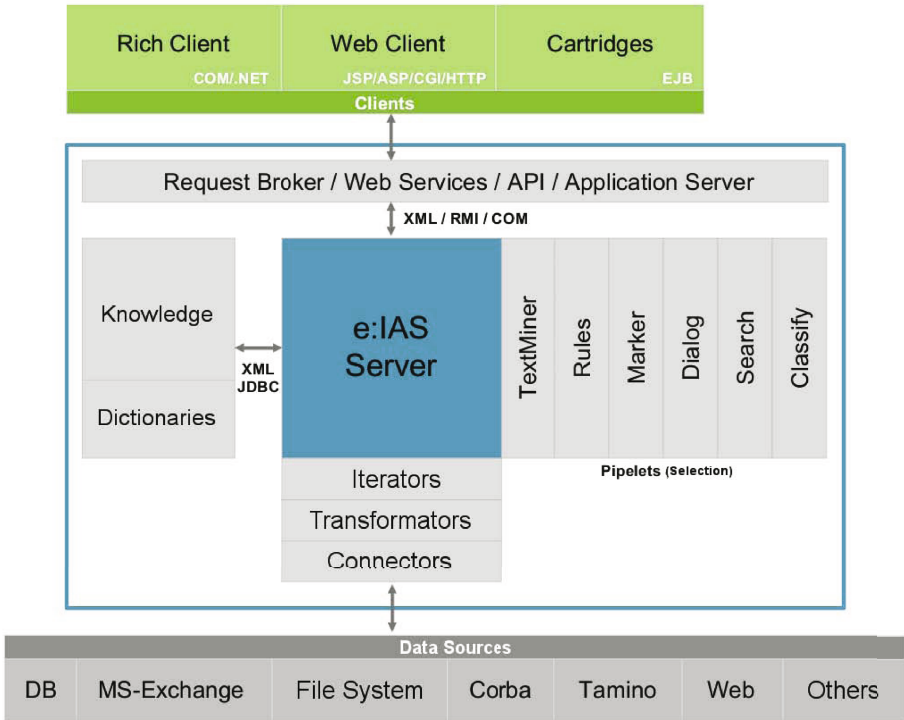 Rich Client
Web Client
Cartridges
COM/.NET
JSP/ASP/CGI/HTTP
EJB
Clients
Request Broker / Web Services / API / Application Server
XML / RMI / COM
Knowledge
Dictionaries
XML
JDBC
e:IAS
Server
TextMiner
Rules
Marker
Dialog
Search
Classify
Pipelets (Selection)
Iterators
Transformators
Connectors
Data Sources
DB
MS-Exchange
File System
Corba
Tamino
Web
Others